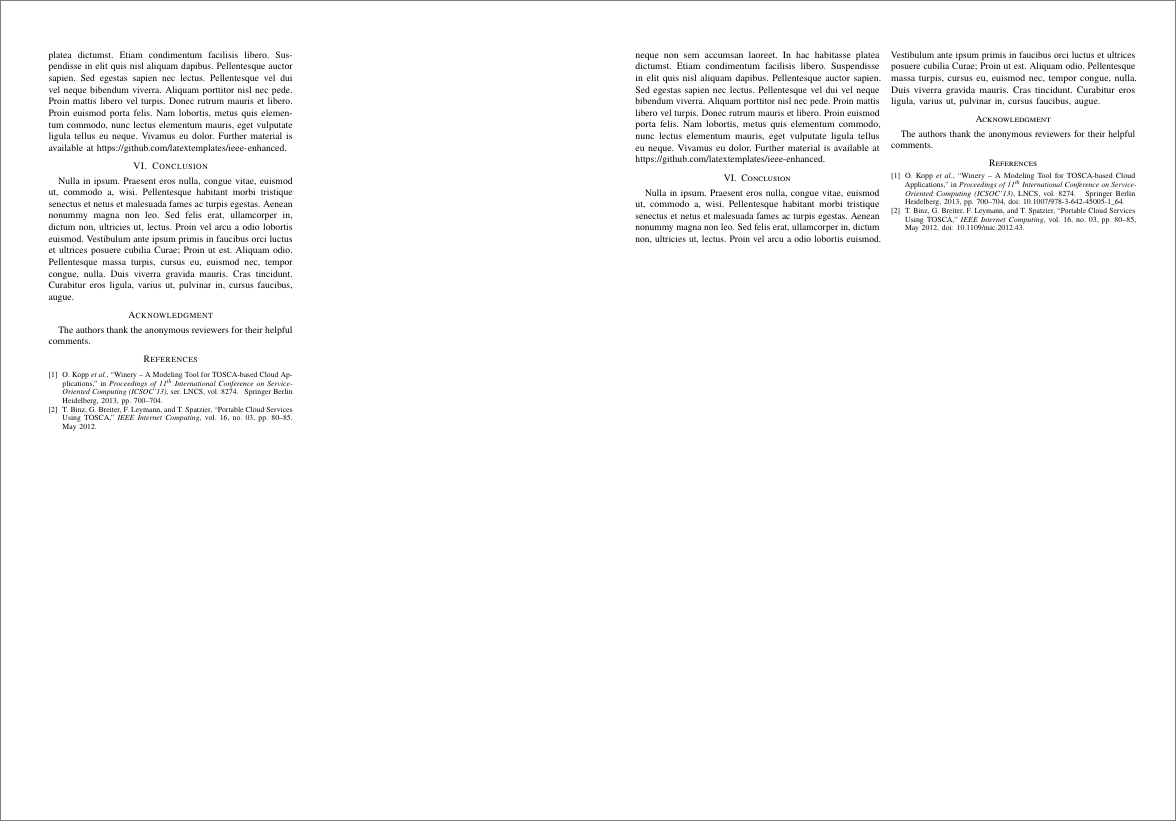 platea dictumst. Etiam condimentum facilisis libero. Sus-
pendisse in elit quis nisl aliquam dapibus. Pellentesque auctor
sapien. Sed egestas sapien nec lectus. Pellentesque vel dui
vel neque bibendum viverra. Aliquam porttitor nisl nec pede.
Proin mattis libero vel turpis. Donec rutrum mauris et libero.
Proin euismod porta felis. Nam lobortis, metus quis elemen-
tum commodo, nunc lectus elementum mauris, eget vulputate
ligula tellus eu neque. Vivamus eu dolor. Further material is
available at https://github.com/latextemplates/ieee-enhanced.
VI. Conclusion
Nulla in ipsum. Praesent eros nulla, congue vitae, euismod
ut, commodo a, wisi. Pellentesque habitant morbi tristique
senectus et netus et malesuada fames ac turpis egestas. Aenean
nonummy magna non leo. Sed felis erat, ullamcorper in,
dictum non, ultricies ut, lectus. Proin vel arcu a odio lobortis
euismod. Vestibulum ante ipsum primis in faucibus orci luctus
et ultrices posuere cubilia Curae; Proin ut est. Aliquam odio.
Pellentesque massa turpis, cursus eu, euismod nec, tempor
congue, nulla. Duis viverra gravida mauris. Cras tincidunt.
Curabitur eros ligula, varius ut, pulvinar in, cursus faucibus,
augue.
Acknowledgment
The authors thank the anonymous reviewers for their helpful
comments.
References
[1] O. Kopp et al., “Winery – A Modeling Tool for TOSCA-based Cloud Ap-
plications,” in Proceedings of 11th International Conference on Service-
Oriented Computing (ICSOC’13), ser. LNCS, vol. 8274. Springer Berlin
Heidelberg, 2013, pp. 700–704.
[2] T. Binz, G. Breiter, F. Leymann, and T. Spatzier, “Portable Cloud Services
Using TOSCA,” IEEE Internet Computing, vol. 16, no. 03, pp. 80–85,
May 2012.
neque non sem accumsan laoreet. In hac habitasse platea
dictumst. Etiam condimentum facilisis libero. Suspendisse
in elit quis nisl aliquam dapibus. Pellentesque auctor sapien.
Sed egestas sapien nec lectus. Pellentesque vel dui vel neque
bibendum viverra. Aliquam porttitor nisl nec pede. Proin mattis
libero vel turpis. Donec rutrum mauris et libero. Proin euismod
porta felis. Nam lobortis, metus quis elementum commodo,
nunc lectus elementum mauris, eget vulputate ligula tellus
eu neque. Vivamus eu dolor. Further material is available at
https://github.com/latextemplates/ieee-enhanced.
VI. Conclusion
Nulla in ipsum. Praesent eros nulla, congue vitae, euismod
ut, commodo a, wisi. Pellentesque habitant morbi tristique
senectus et netus et malesuada fames ac turpis egestas. Aenean
nonummy magna non leo. Sed felis erat, ullamcorper in, dictum
non, ultricies ut, lectus. Proin vel arcu a odio lobortis euismod.
Vestibulum ante ipsum primis in faucibus orci luctus et ultrices
posuere cubilia Curae; Proin ut est. Aliquam odio. Pellentesque
massa turpis, cursus eu, euismod nec, tempor congue, nulla.
Duis viverra gravida mauris. Cras tincidunt. Curabitur eros
ligula, varius ut, pulvinar in, cursus faucibus, augue.
Acknowledgment
The authors thank the anonymous reviewers for their helpful
comments.
References
[1] O. Kopp et al., “Winery – A Modeling Tool for TOSCA-based Cloud
Applications,” in Proceedings of 11th International Conference on Service-
Oriented Computing (ICSOC’13), LNCS, vol. 8274. Springer Berlin
Heidelberg, 2013, pp. 700–704, doi: 10.1007/978-3-642-45005-1_64.
[2] T. Binz, G. Breiter, F. Leymann, and T. Spatzier, “Portable Cloud Services
Using TOSCA,” IEEE Internet Computing, vol. 16, no. 03, pp. 80–85,
May 2012, doi: 10.1109/mic.2012.43.